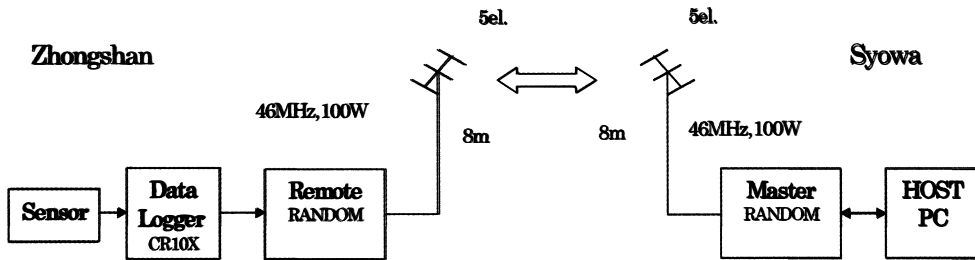 5el.
5el.
Zhongshan
Syowa
46MHz, 100W
8m
8m
46MHz, 100W
Sensor
Data
Logger
CR10X
Remote
RANDOM
Master
RANDOM
HOST
PC